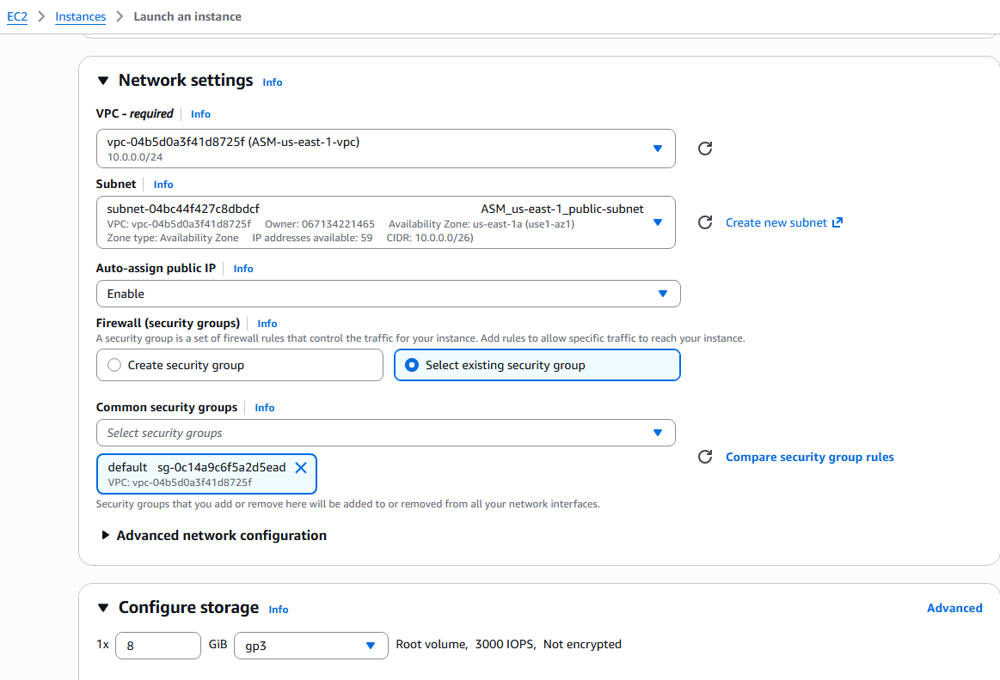 EC2 > Instances > Launch an instance
Network settings Info
VPC - required Info
vpc-04b5d0a3f41d8725f (ASM-us-east-1-vpc)
10.0.0.0/24
Subnet Info
subnet-04bc44f427c8dbdcf ASM_us-east-1_public-subnet
VPC: vpc-04b5d0a3f41d8725f Owner: 067134221465 Availability Zone: us-east-1a (use1-az1)
Zone type: Availability Zone IP addresses available: 59 CIDR: 10.0.0.0/26)
Create new subnet
Auto-assign public IP Info
Enable
Firewall (security groups) Info
A security group is a set of firewall rules that control the traffic for your instance. Add rules to allow specific traffic to reach your instance.
Create security group Select existing security group
Common security groups Info
Select security groups
default sg-0c14a9c6f5a2d5ead
VPC: vpc-04b5d0a3f41d8725f
Compare security group rules
Security groups that you add or remove here will be added to or removed from all your network interfaces.
Advanced network configuration
Configure storage Info Advanced
1x 8 GiB gp3 Root volume, 3000 IOPS, Not encrypted